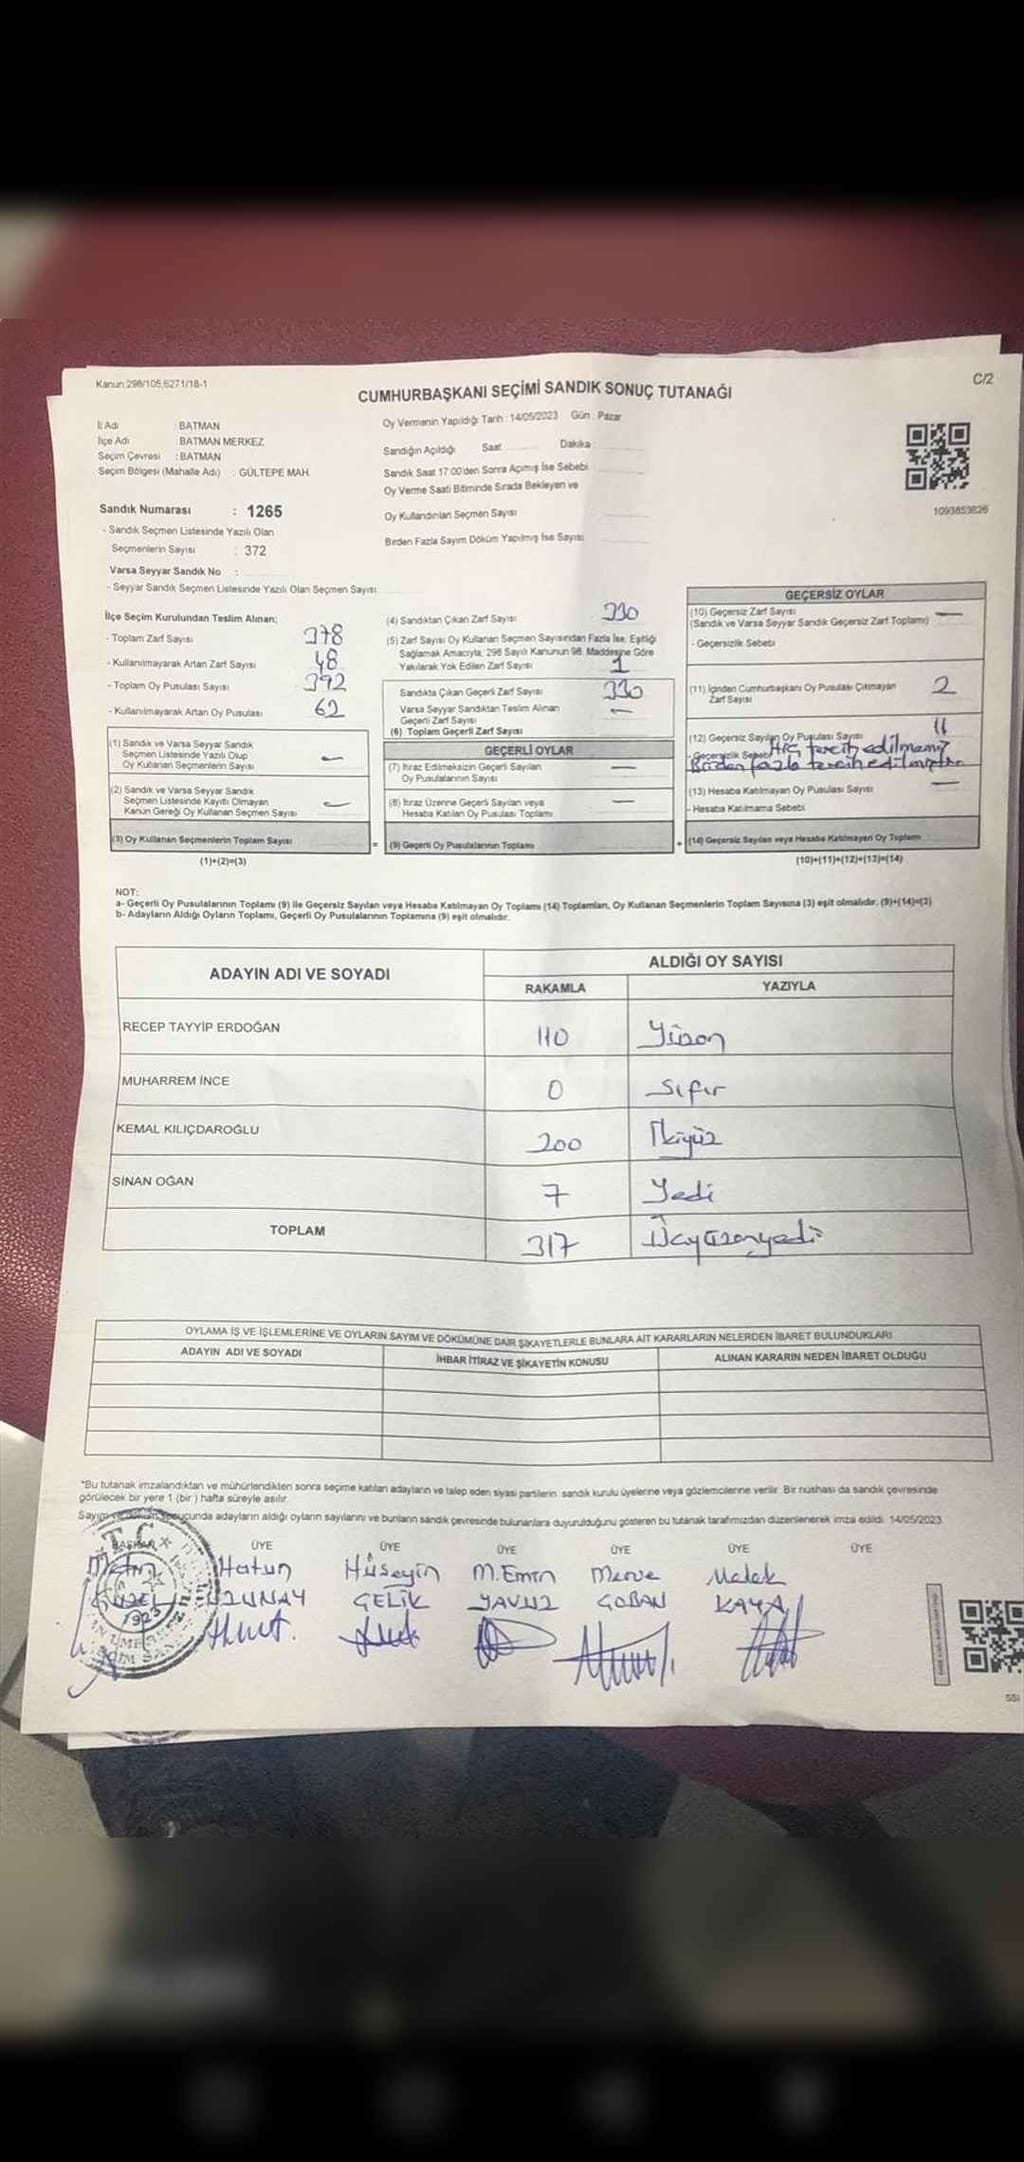 Kanun:298/105,6271/18-1
C/2
CUMHURBAŞKANI SEÇİMİ SANDIK SONUÇ TUTANAĞI
İl Adı : BATMAN
İlçe Adı : BATMAN MERKEZ
Seçim Çevresi : BATMAN
Seçim Bölgesi (Mahalle Adı) : GÜLTEPE MAH.
Sandık Numarası : 1265
- Sandık Seçmen Listesinde Yazılı Olan
Seçmenlerin Sayısı : 372
Varsa Seyyar Sandık No :
- Seyyar Sandık Seçmen Listesinde Yazılı Olan Seçmen Sayısı
Oy Vermenin Yapıldığı Tarih : 14/05/2023 Gün : Pazar
Sandığın Açıldığı Saat Dakika
Sandık Saat 17:00'den Sonra Açımış İse Sebebi
Oy Verme Saati Bitiminde Sırada Bekleyen ve
Oy Kullandırılan Seçmen Sayısı
Birden Fazla Sayım Döküm Yapılmış İse Sayısı
1093853626
İlçe Seçim Kurulundan Teslim Alınan;
- Toplam Zarf Sayısı 378
- Kullanılmayarak Artan Zarf Sayısı 48
- Toplam Oy Pusulası Sayısı 392
- Kullanılmayarak Artan Oy Pusulası 62
(1) Sandık ve Varsa Seyyar Sandık
Seçmen Listesinde Yazılı Olup
Oy Kullanan Seçmenlerin Sayısı —
(2) Sandık ve Varsa Seyyar Sandık
Seçmen Listesinde Kayıtlı Olmayan
Kanun Gereği Oy Kullanan Seçmen Sayısı —
(3) Oy Kullanan Seçmenlerin Toplam Sayısı
(1)+(2)=(3)
(4) Sandıktan Çıkan Zarf Sayısı 330
(5) Zarf Sayısı Oy Kullanan Seçmen Sayısından Fazla İse, Eşitliği
Sağlamak Amacıyla, 298 Sayılı Kanunun 98. Maddesine Göre
Yakılarak Yok Edilen Zarf Sayısı 1
Sandıkta Çıkan Geçerli Zarf Sayısı 330
Varsa Seyyar Sandıktan Teslim Alınan
Geçerli Zarf Sayısı —
(6) Toplam Geçerli Zarf Sayısı
GEÇERLİ OYLAR
(7) İtiraz Edilmeksizin Geçerli Sayılan
Oy Pusulalarının Sayısı —
(8) İtiraz Üzerine Geçerli Sayılan veya
Hesaba Katılan Oy Pusulası Toplamı —
= (9) Geçerli Oy Pusulalarının Toplamı +
GEÇERSİZ OYLAR
(10) Geçersiz Zarf Sayısı —
(Sandık ve Varsa Seyyar Sandık Geçersiz Zarf Toplamı)
- Geçersizlik Sebebi
(11) İçinden Cumhurbaşkanı Oy Pusulası Çıkmayan
Zarf Sayısı 2
(12) Geçersiz Sayılan Oy Pusulası Sayısı 11
- Geçersizlik Sebebi Hiç tercih edilmemiş
Birden fazla tercih edilmiştir
(13) Hesaba Katılmayan Oy Pusulası Sayısı —
- Hesaba Katılmama Sebebi
(14) Geçersiz Sayılan veya Hesaba Katılmayan Oy Toplamı
(10)+(11)+(12)+(13)=(14)
NOT:
a- Geçerli Oy Pusulalarının Toplamı (9) ile Geçersiz Sayılan veya Hesaba Katılmayan Oy Toplamı (14) Toplamları, Oy Kullanan Seçmenlerin Toplam Sayısına (3) eşit olmalıdır. (9)+(14)=(3)
b- Adayların Aldığı Oyların Toplamı, Geçerli Oy Pusulalarının Toplamına (9) eşit olmalıdır.
ADAYIN ADI VE SOYADI ALDIĞI OY SAYISI
RAKAMLA YAZIYLA
RECEP TAYYİP ERDOĞAN 110 Yüzon
MUHARREM İNCE 0 Sıfır
KEMAL KILIÇDAROĞLU 200 İkiyüz
SİNAN OĞAN 7 Yedi
TOPLAM 317 Üçyüzonyedi
OYLAMA İŞ VE İŞLEMLERİNE VE OYLARIN SAYIM VE DÖKÜMÜNE DAİR ŞİKAYETLERLE BUNLARA AİT KARARLARIN NELERDEN İBARET BULUNDUKLARI
ADAYIN ADI VE SOYADI İHBAR İTİRAZ VE ŞİKAYETİN KONUSU ALINAN KARARIN NEDEN İBARET OLDUĞU
*Bu tutanak imzalandıktan ve mühürlendikten sonra seçime katılan adayların ve talep eden siyasi partilerin sandık kurulu üyelerine veya gözlemcilerine verilir. Bir nüshası da sandık çevresinde
görülecek bir yere 1 (bir ) hafta süreyle asılır.
Sayım adayların aldığı oyların sayılarını ve bunların sandık çevresinde bulunanlara duyurulduğunu gösteren bu tutanak tarafımızdan düzenlenerek imza edildi. 14/05/2023
BAŞKAN ÜYE ÜYE ÜYE ÜYE ÜYE ÜYE
Metin Hatun Hüseyin M.Emin Merve Melek
GÜZEL UZUNAY ÇELİK YAVUZ ÇOBAN KAYA
T.C.
1923